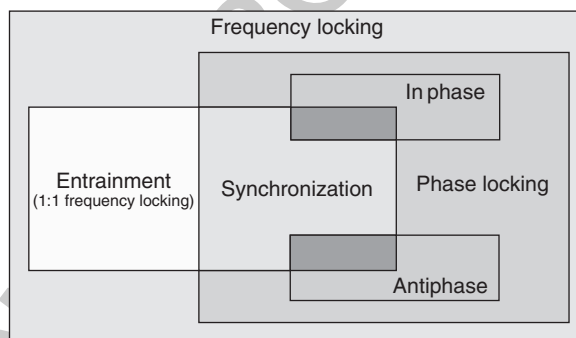 Frequency locking
In phase
Entrainment
(1:1 frequency locking)
Synchronization
Phase locking
Antiphase